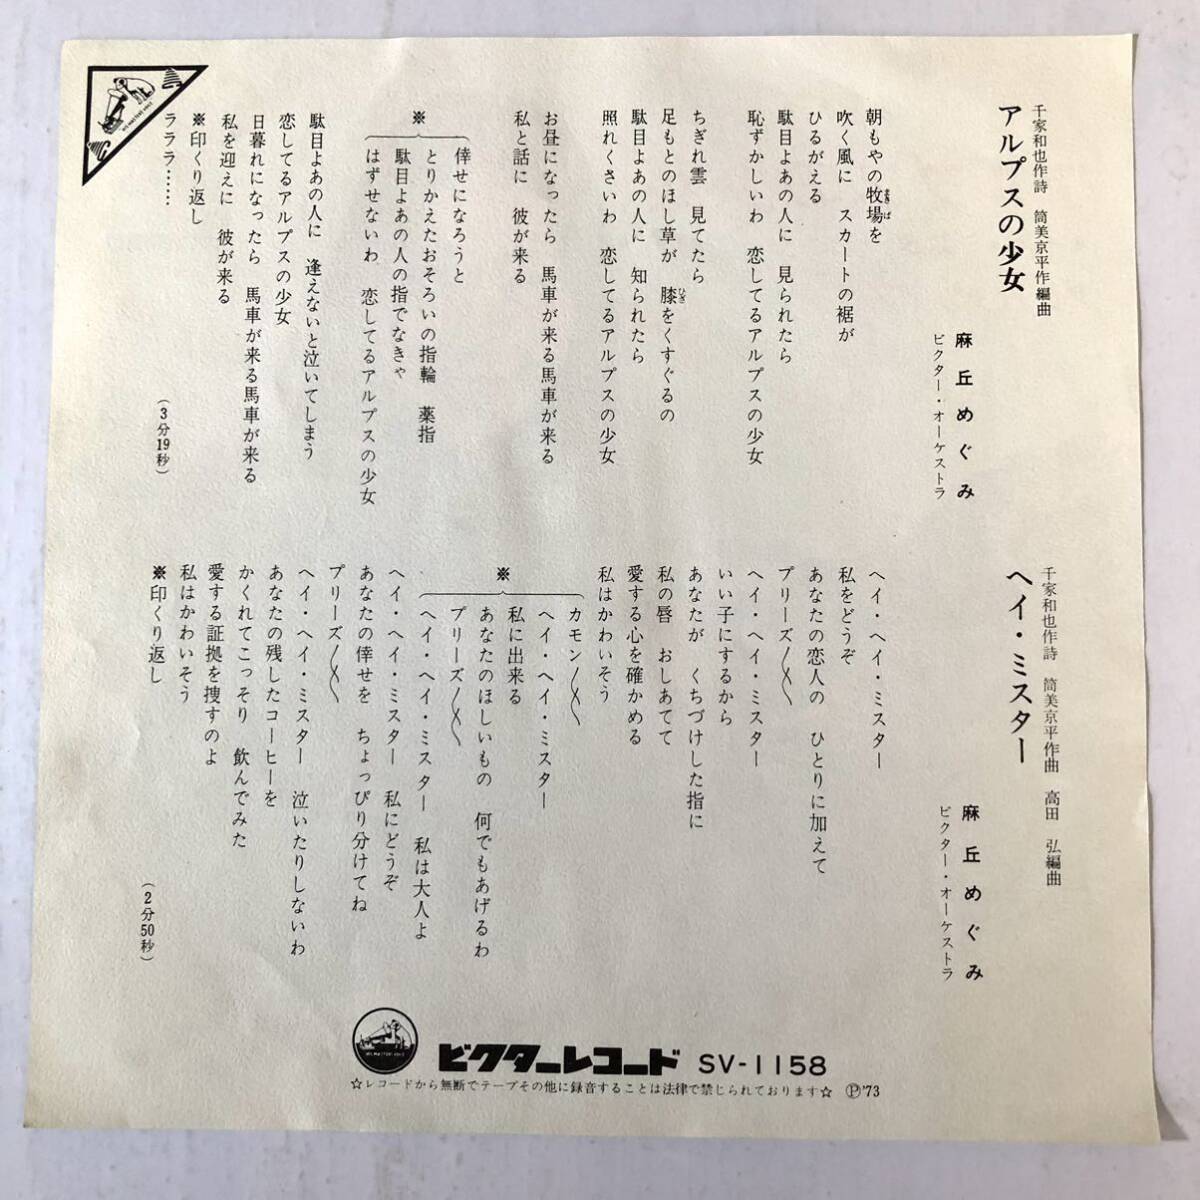 千家和也作詩　筒美京平作編曲
アルプスの少女
麻丘めぐみ
ビクター・オーケストラ
朝もやの牧場を
まきば
吹く風に　スカートの裾が
ひるがえる
駄目よあの人に　見られたら
恥ずかしいわ　恋してるアルプスの少女
ちぎれ雲　見てたら
足もとのほし草が　膝をくすぐるの
ひざ
駄目よあの人に　知られたら
照れくさいわ　恋してるアルプスの少女
お昼になったら　馬車が来る馬車が来る
私と話に　彼が来る
※
倖せになろうと
とりかえたおそろいの指輪　薬指
駄目よあの人の指でなきゃ
はずせないわ　恋してるアルプスの少女
駄目よあの人に　逢えないと泣いてしまう
恋してるアルプスの少女
日暮れになったら　馬車が来る馬車が来る
私を迎えに　彼が来る
※印くり返し
ラララ……
（3分19秒）
千家和也作詩　筒美京平作曲　高田　弘編曲
ヘイ・ミスター
麻丘めぐみ
ビクター・オーケストラ
ヘイ・ヘイ・ミスター
私をどうぞ
あなたの恋人の　ひとりに加えて
プリーズ〳〵〳〵
ヘイ・ヘイ・ミスター
いい子にするから
あなたが　くちづけした指に
私の唇　おしあてて
愛する心を確かめる
私はかわいそう
※
カモン〳〵〳〵
ヘイ・ヘイ・ミスター
私に出来る
あなたのほしいもの　何でもあげるわ
プリーズ〳〵〳〵
ヘイ・ヘイ・ミスター　私は大人よ
ヘイ・ヘイ・ミスター　私にどうぞ
あなたの倖せを　ちょっぴり分けてね
プリーズ〳〵〳〵
ヘイ・ヘイ・ミスター　泣いたりしないわ
あなたの残したコーヒーを
かくれてこっそり　飲んでみた
愛する証拠を捜すのよ
私はかわいそう
※印くり返し
（2分50秒）
ビクターレコード SV-1158
☆レコードから無断でテープその他に録音することは法律で禁じられております☆ Ⓟ'73